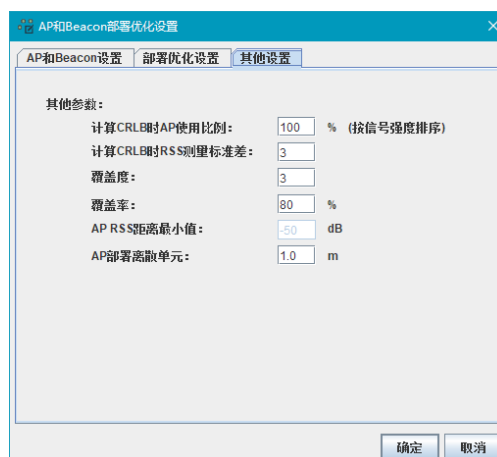 AP和Beacon部署优化设置
AP和Beacon设置 部署优化设置 其他设置
其他参数：
计算CRLB时AP使用比例： 100 % (按信号强度排序)
计算CRLB时RSS测量标准差： 3
覆盖度： 3
覆盖率： 80 %
AP RSS距离最小值： -50 dB
AP部署离散单元： 1.0 m
确定 取消